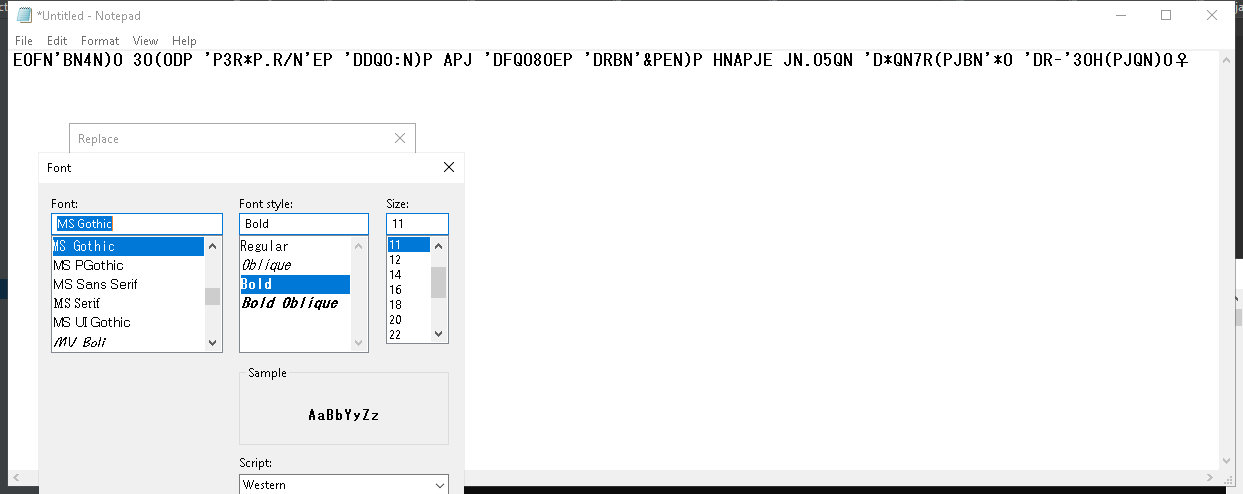 *Untitled - Notepad
File Edit Format View Help
EOFN'BN4N)O 3O(ODP 'P3R*P.R/N'EP 'DDQO:N)P APJ 'DFQO8OEP 'DRBN'&PEN)P HNAPJE JN.O5QN 'D*QN7R(PJBN'*O 'DR-'3OH(PJQN)O♀
Replace
Font
Font: Font style: Size:
MS Gothic Bold 11
MS Gothic Regular 11
MS PGothic Oblique 12
MS Sans Serif Bold 14
MS Serif Bold Oblique 16
MS UI Gothic 18
MV Boli 20
22
Sample
AaBbYyZz
Script:
Western